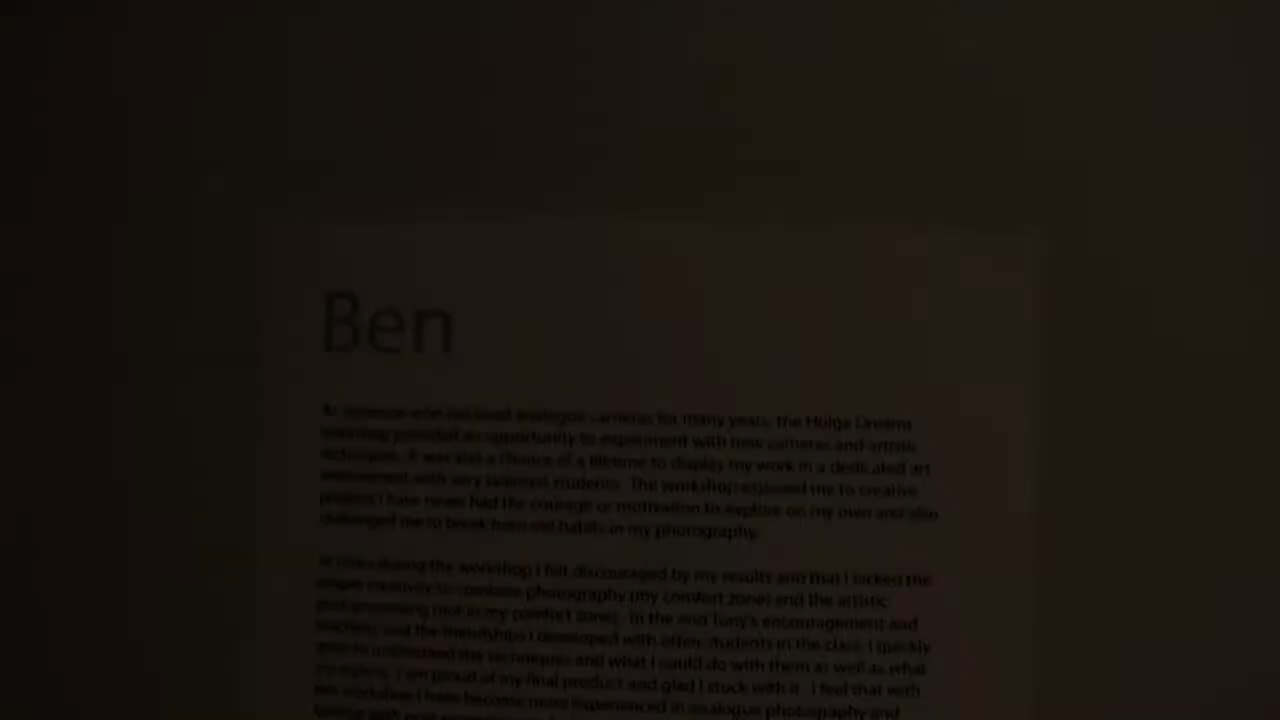 Ben
As someone who has used analogue cameras for many years, the Holga Dreams
workshop provided an opportunity to experiment with new cameras and artistic
techniques. It was also a chance of a lifetime to display my work in a dedicated art
environment with very talented students. The workshop exposed me to creative
projects I have never had the courage or motivation to explore on my own and also
challenged me to break from old habits in my phorography.
At times during the workshop I felt discouraged by my results and that I lacked the
creativity to combine photography (my comfort zone) and the artistic
(not in my comfort zone). In the end Tony's encouragement and
teaching and the friendships I developed with other students in the class, I quickly
grew to understand the techniques and what I could do with them as well as what
I am proud of my final product and glad I stuck with it. I feel that with
this workshop I have become more experienced in analogue photography and